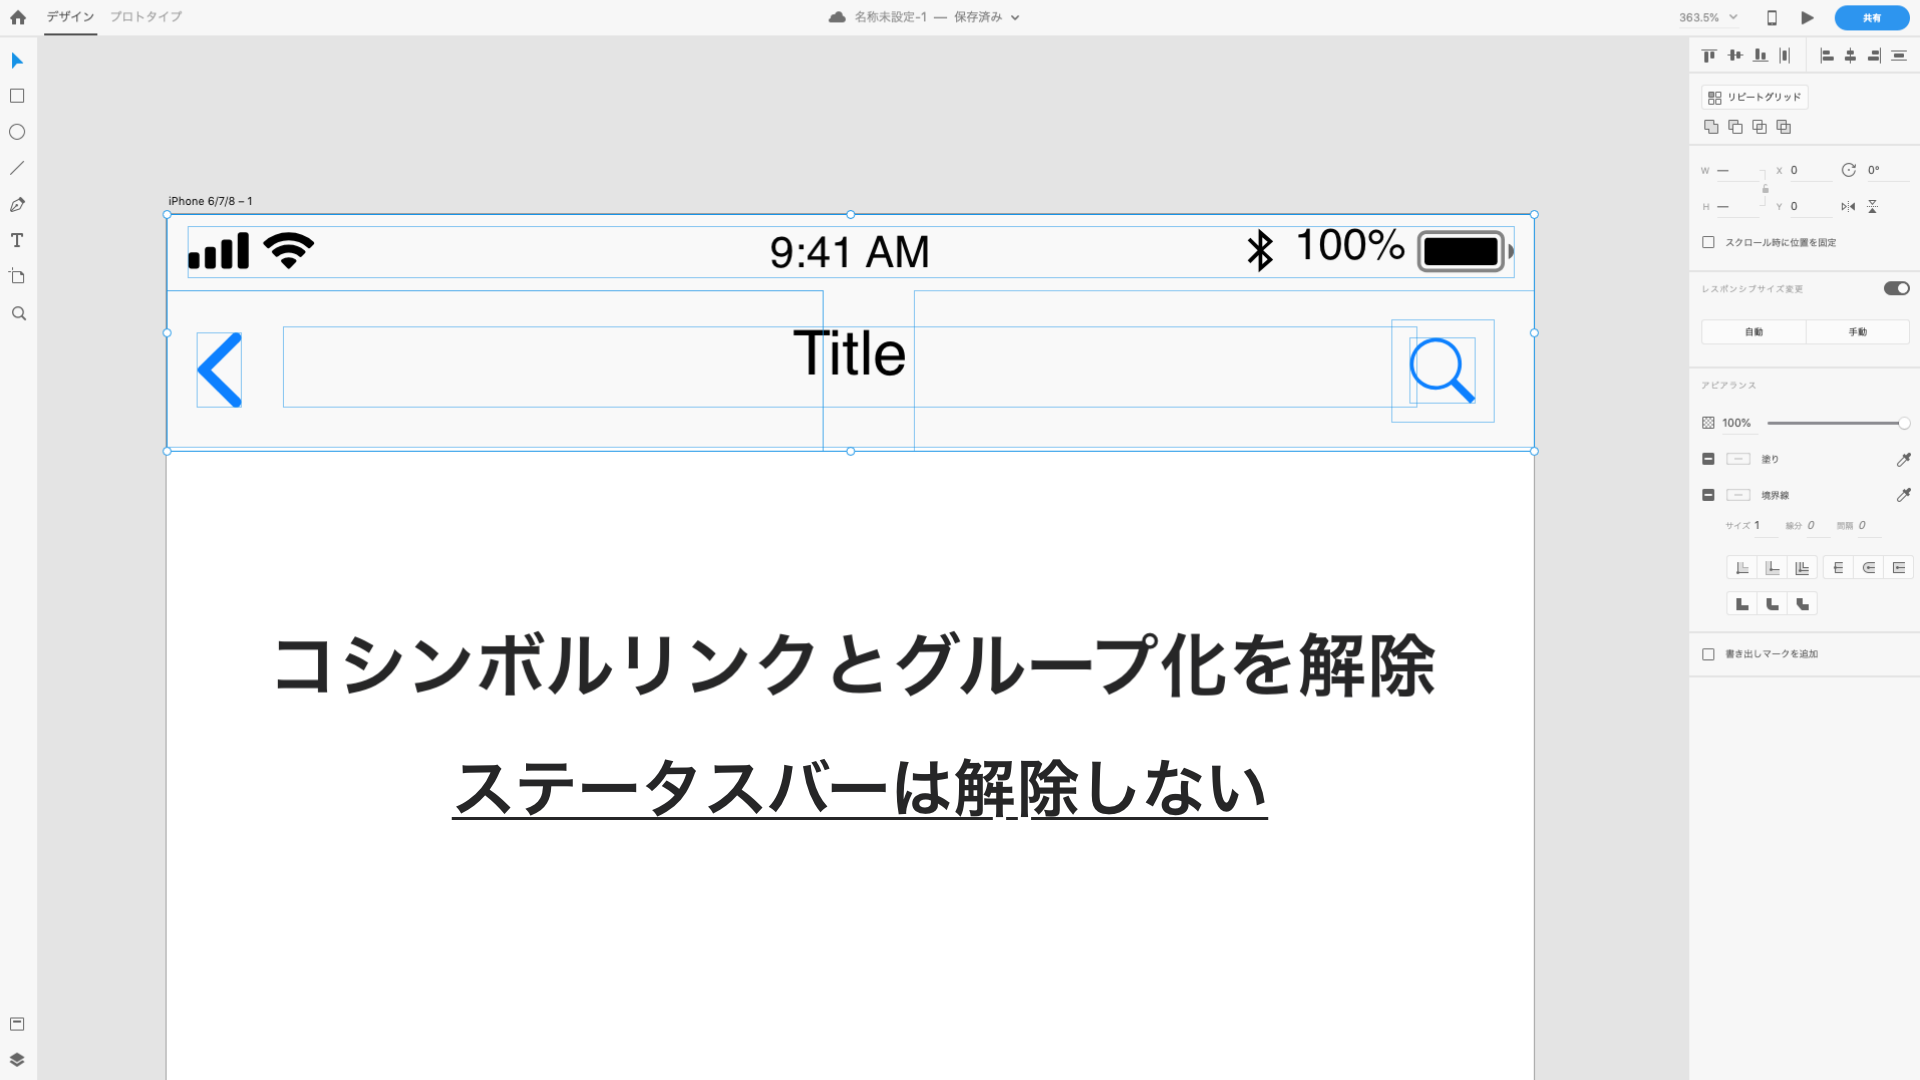 デザイン プロトタイプ 名称未設定-1 — 保存済み 363.5% 共有
リピートグリッド
W — X 0 0°
H — Y 0
スクロール時に位置を固定
レスポンシブサイズ変更
自動 手動
アピアランス
100%
塗り
境界線
サイズ 1 線分 0 間隔 0
書き出しマークを追加
T
iPhone 6/7/8 – 1
9:41 AM 100%
Title
コシンボルリンクとグループ化を解除
ステータスバーは解除しない